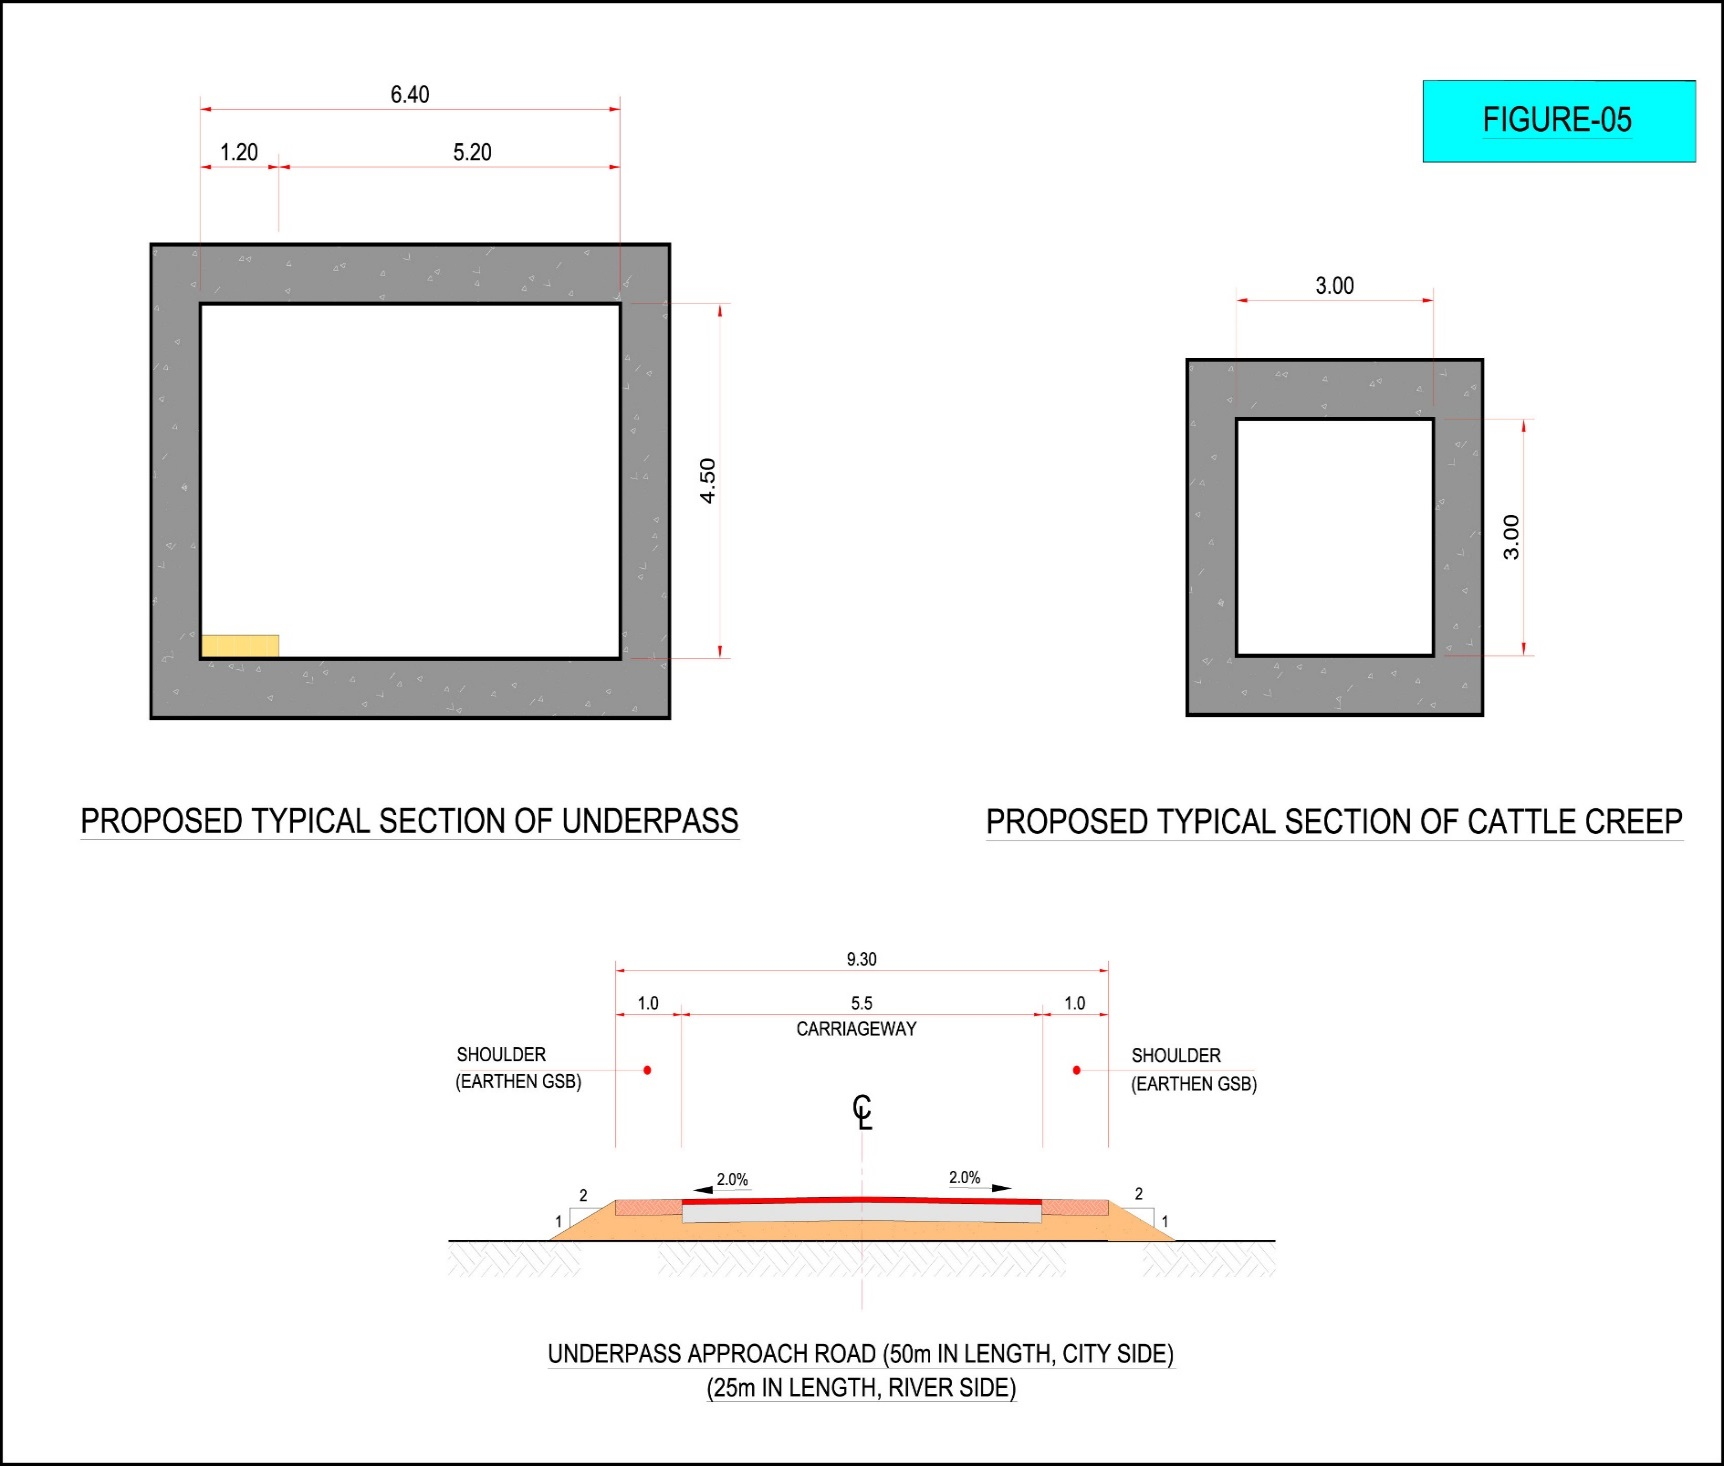 FIGURE-05
6.40
1.20
5.20
4.50
PROPOSED TYPICAL SECTION OF UNDERPASS
3.00
3.00
PROPOSED TYPICAL SECTION OF CATTLE CREEP
9.30
1.0
5.5
1.0
CARRIAGEWAY
SHOULDER
(EARTHEN GSB)
SHOULDER
(EARTHEN GSB)
℄
2.0%
2.0%
2
1
2
1
UNDERPASS APPROACH ROAD (50m IN LENGTH, CITY SIDE)
(25m IN LENGTH, RIVER SIDE)